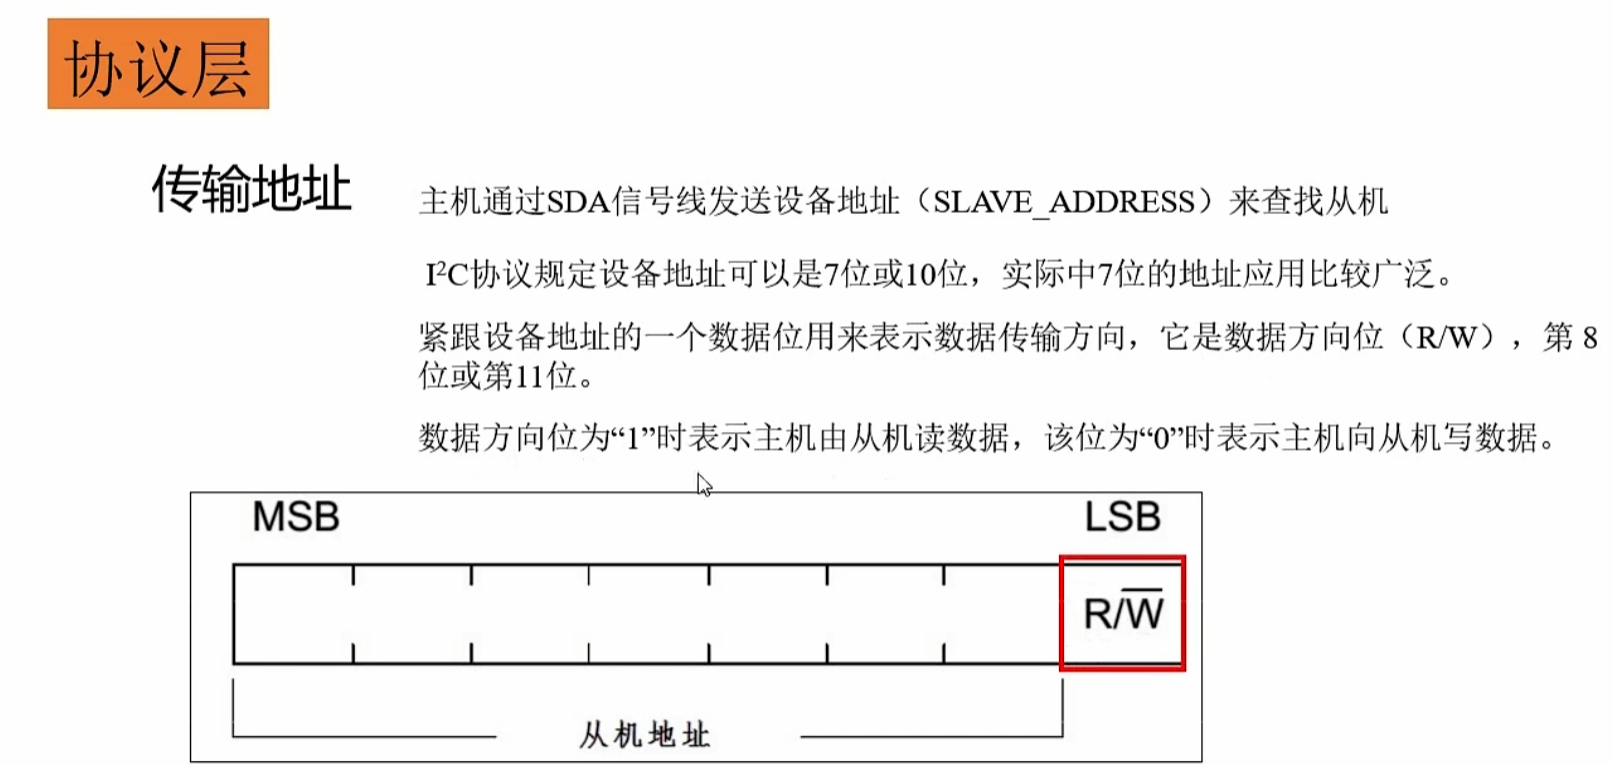 协议层
传输地址
主机通过SDA信号线发送设备地址（SLAVE_ADDRESS）来查找从机
I²C协议规定设备地址可以是7位或10位，实际中7位的地址应用比较广泛。
紧跟设备地址的一个数据位用来表示数据传输方向，它是数据方向位（R/W），第 8
位或第11位。
数据方向位为“1”时表示主机由从机读数据，该位为“0”时表示主机向从机写数据。
MSB LSB
R/W̅
从机地址